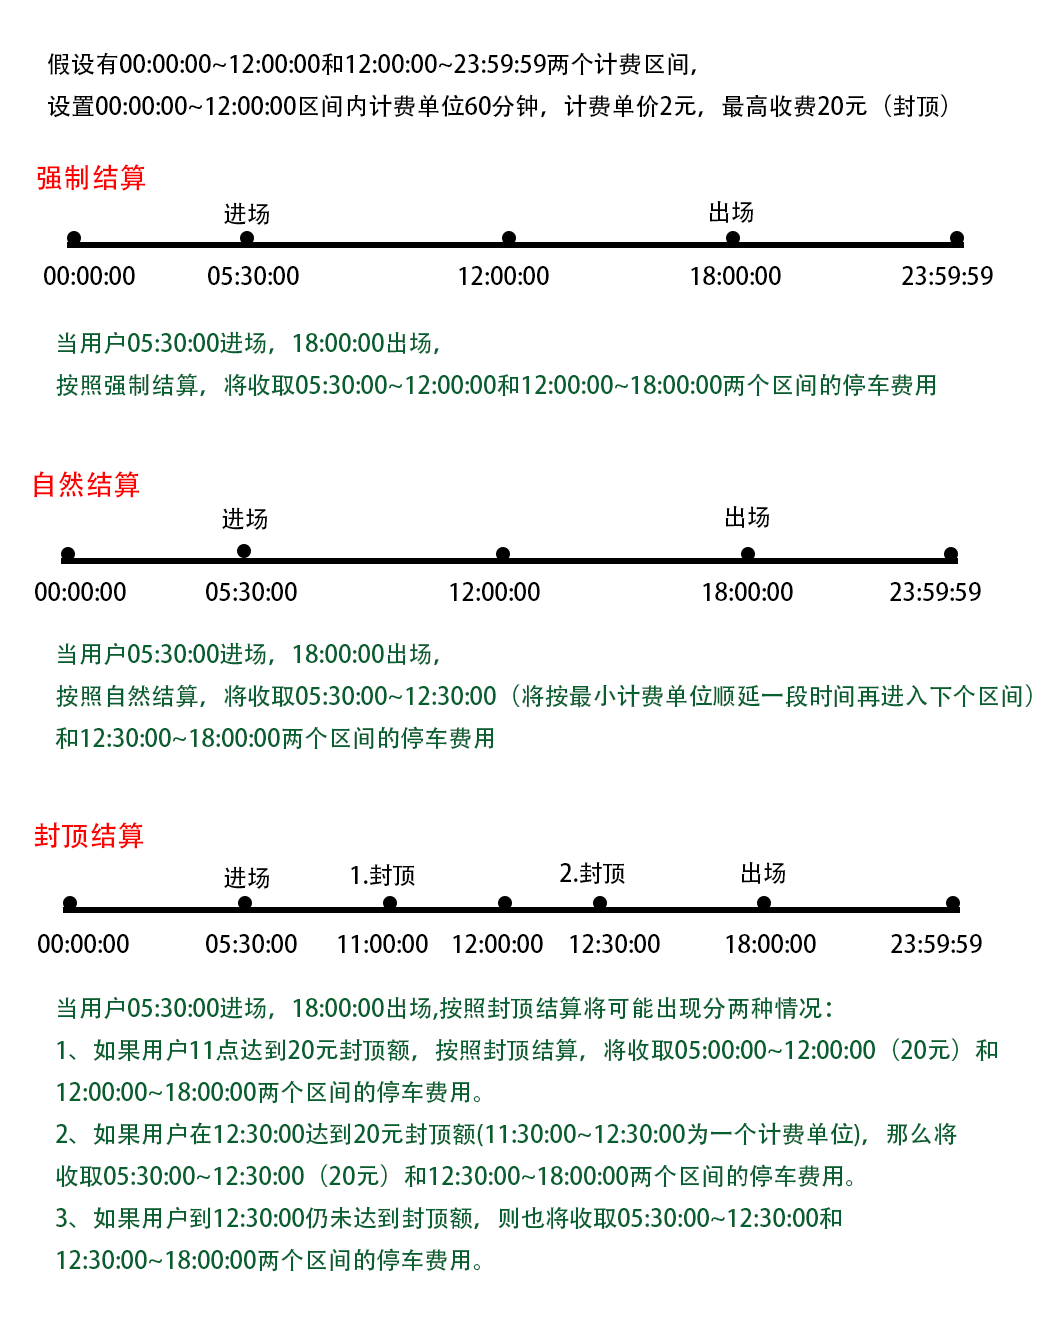 假设有00:00:00~12:00:00和12:00:00~23:59:59两个计费区间,
设置00:00:00~12:00:00区间内计费单位60分钟，计费单价2元，最高收费20元（封顶）
强制结算
进场 出场
00:00:00 05:30:00 12:00:00 18:00:00 23:59:59
当用户05:30:00进场，18:00:00出场,
按照强制结算，将收取05:30:00~12:00:00和12:00:00~18:00:00两个区间的停车费用
自然结算
进场 出场
00:00:00 05:30:00 12:00:00 18:00:00 23:59:59
当用户05:30:00进场，18:00:00出场,
按照自然结算，将收取05:30:00~12:30:00（将按最小计费单位顺延一段时间再进入下个区间）
和12:30:00~18:00:00两个区间的停车费用
封顶结算
进场 1.封顶 2.封顶 出场
00:00:00 05:30:00 11:00:00 12:00:00 12:30:00 18:00:00 23:59:59
当用户05:30:00进场，18:00:00出场,按照封顶结算将可能出现分两种情况：
1、如果用户11点达到20元封顶额，按照封顶结算，将收取05:00:00~12:00:00（20元）和
12:00:00~18:00:00两个区间的停车费用。
2、如果用户在12:30:00达到20元封顶额(11:30:00~12:30:00为一个计费单位)，那么将
收取05:30:00~12:30:00（20元）和12:30:00~18:00:00两个区间的停车费用。
3、如果用户到12:30:00仍未达到封顶额，则也将收取05:30:00~12:30:00和
12:30:00~18:00:00两个区间的停车费用。